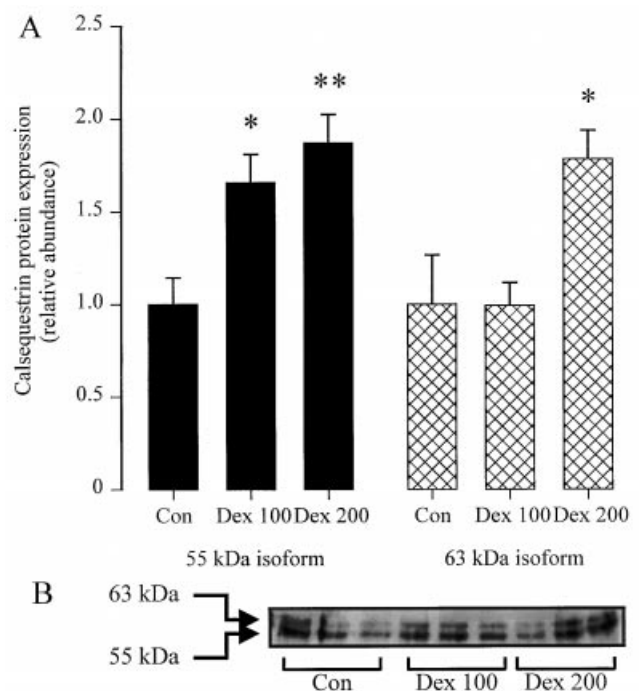 A
2.5
2.0
1.5
1.0
0.5
0
Calsequestrin protein expression
(relative abundance)
*
**
*
Con Dex 100 Dex 200 Con Dex 100 Dex 200
55 kDa isoform 63 kDa isoform
B
63 kDa
55 kDa
Con Dex 100 Dex 200